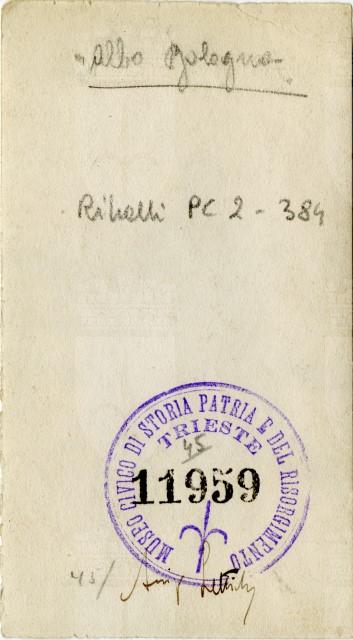 Albo Bologna
Ribelli PC 2 - 384
MUSEO CIVICO DI STORIA PATRIA E DEL RISORGIMENTO
TRIESTE
45
11959
45/